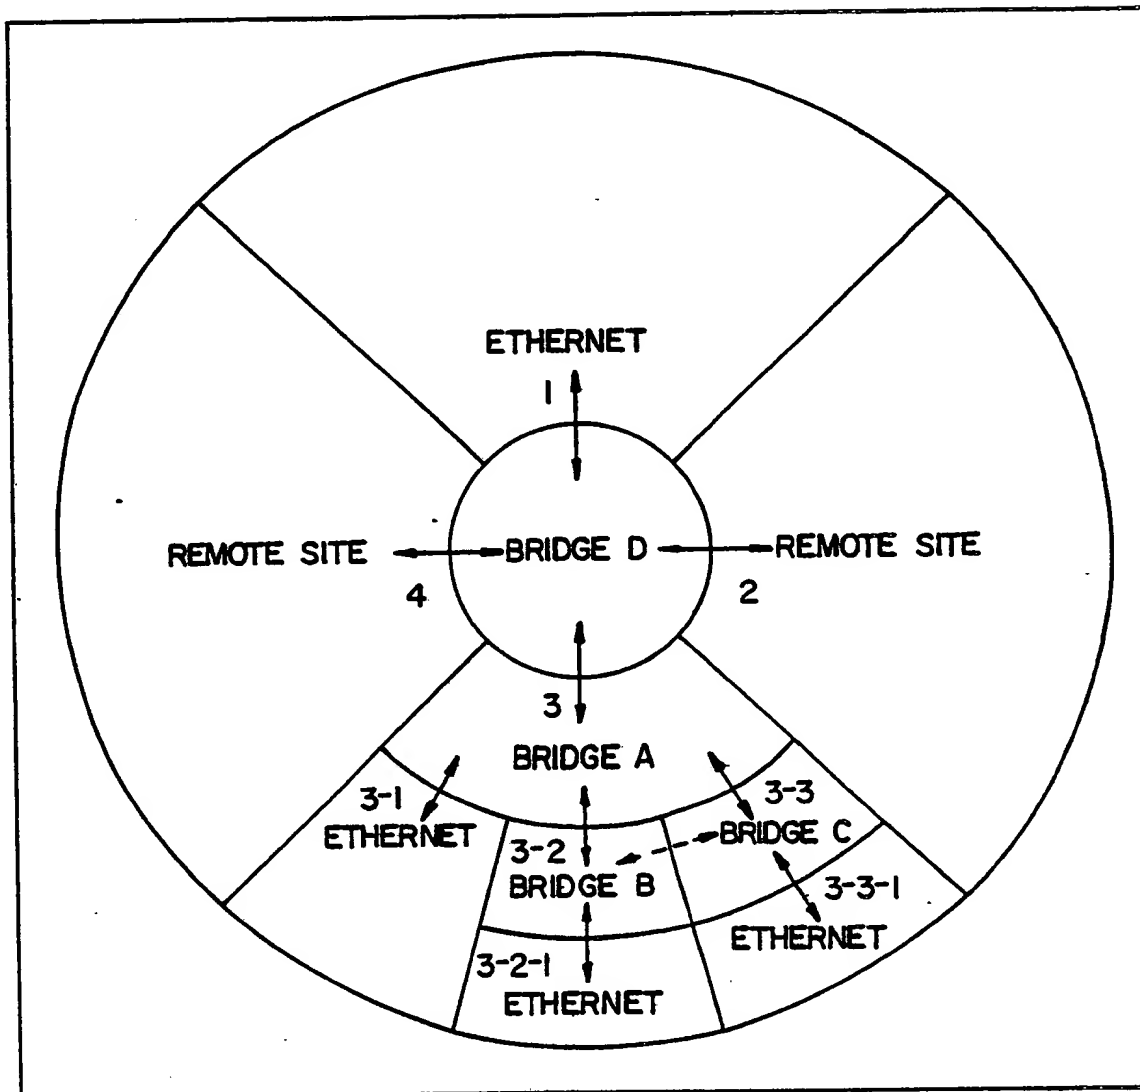 ETHERNET
1
REMOTE SITE
BRIDGE D
REMOTE SITE
4
2
3
BRIDGE A
3-1
3-3
ETHERNET
BRIDGE C
3-2
BRIDGE B
3-3-1
ETHERNET
3-2-1
ETHERNET